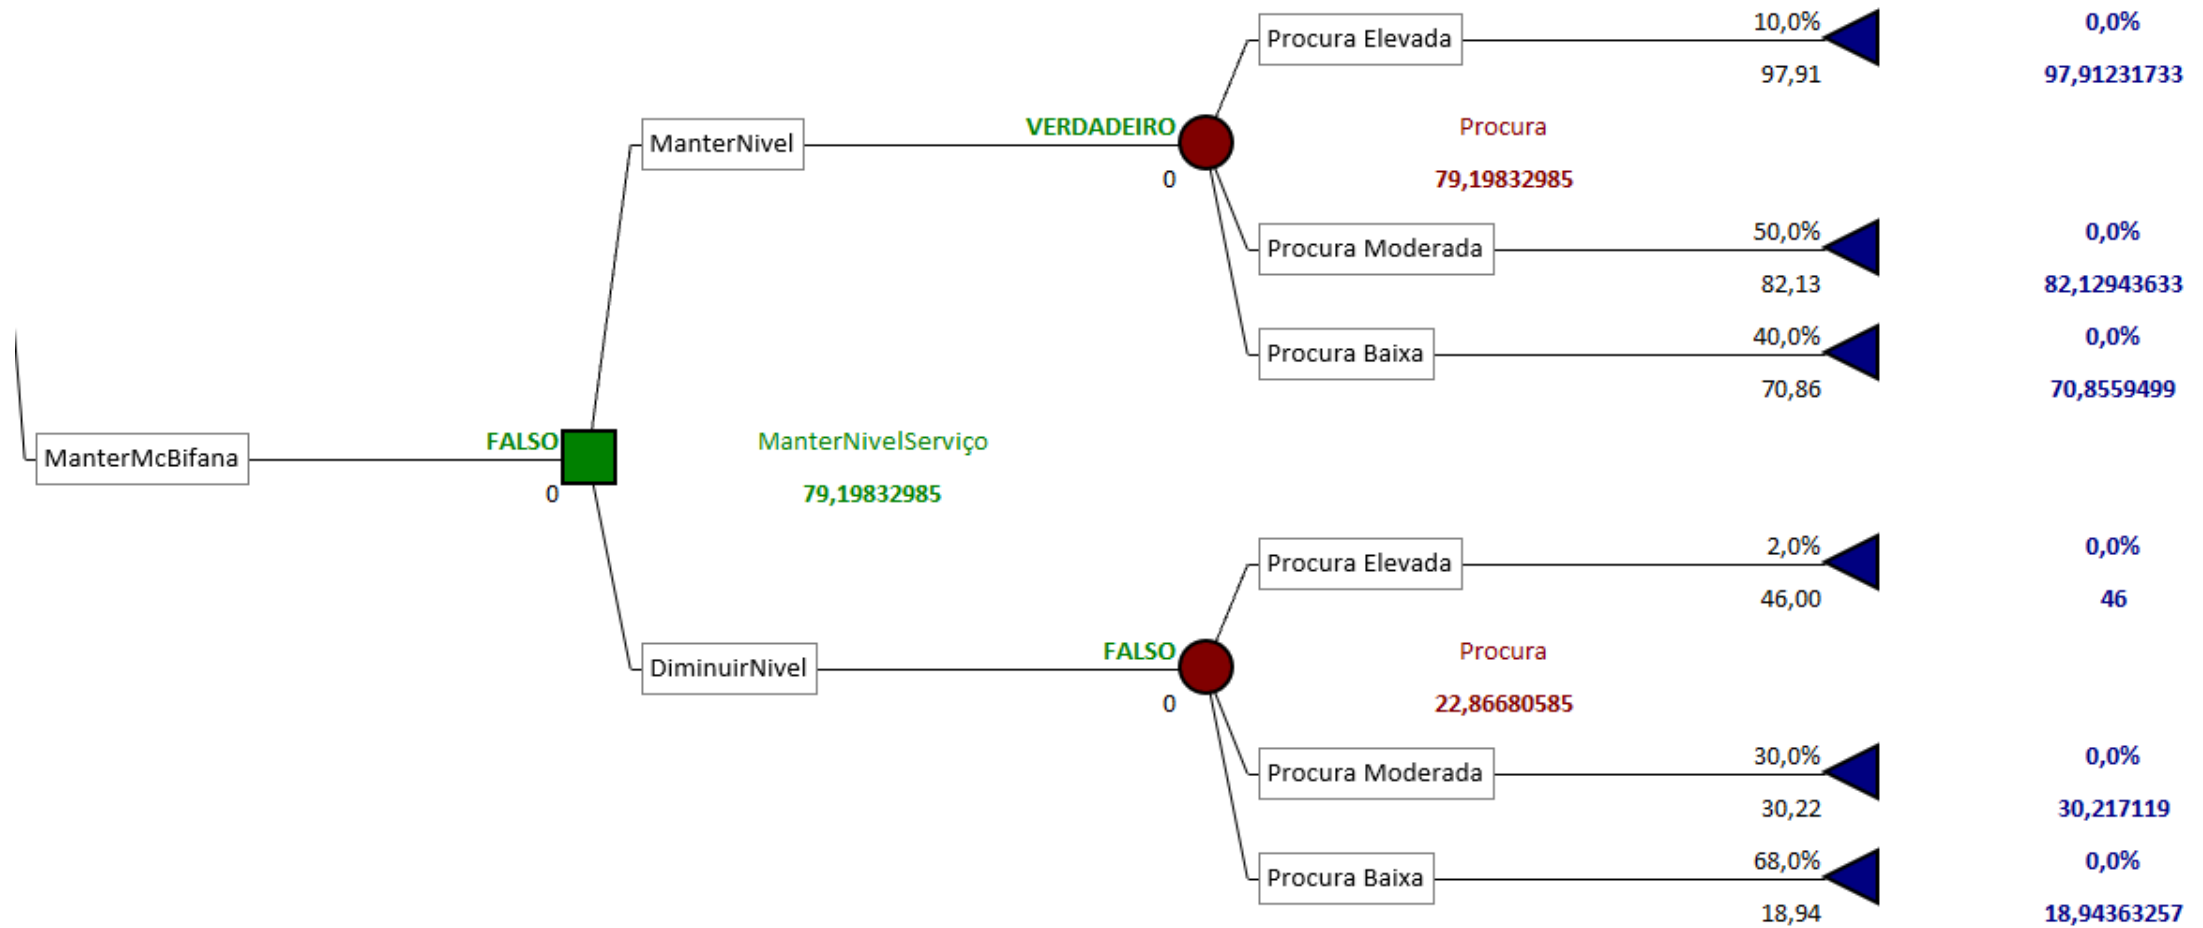 Procura Elevada 10,0% 0,0%
97,91 97,91231733
ManterNivel VERDADEIRO Procura
0 79,19832985
Procura Moderada 50,0% 0,0%
82,13 82,12943633
Procura Baixa 40,0% 0,0%
70,86 70,8559499
ManterMcBifana FALSO ManterNivelServiço
0 79,19832985
Procura Elevada 2,0% 0,0%
46,00 46
DiminuirNivel FALSO Procura
0 22,86680585
Procura Moderada 30,0% 0,0%
30,22 30,217119
Procura Baixa 68,0% 0,0%
18,94 18,94363257